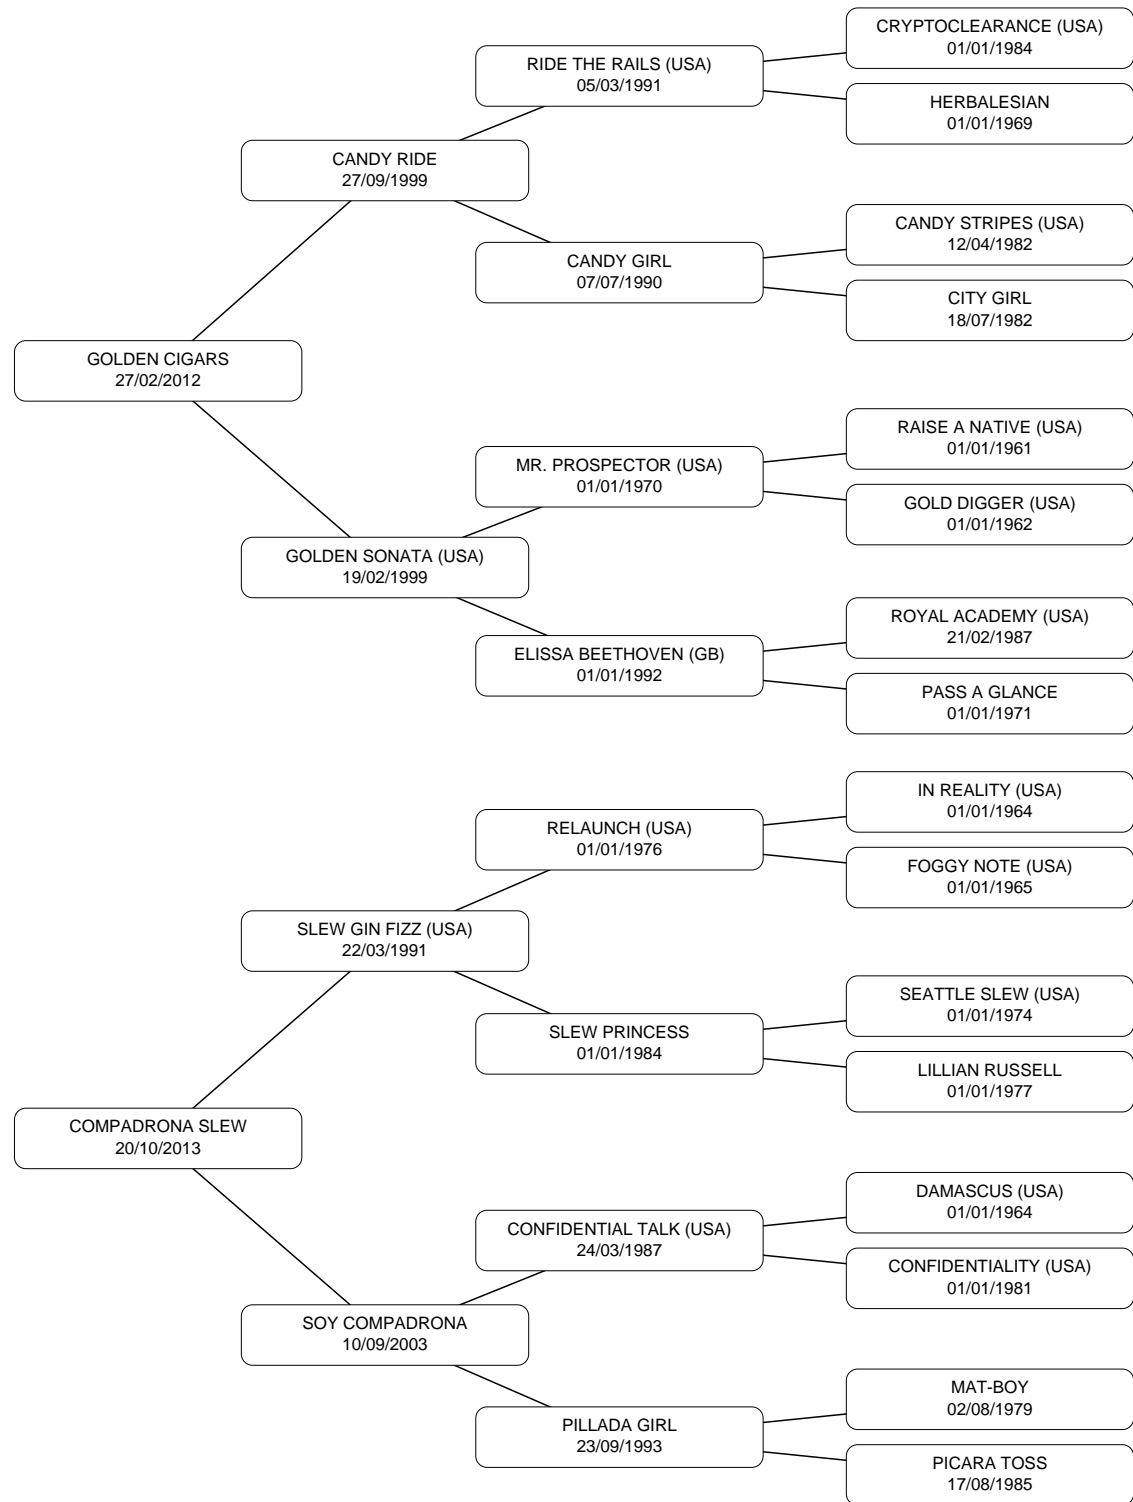 CRYPTOCLEARANCE (USA)
01/01/1984
RIDE THE RAILS (USA)
05/03/1991
HERBALESIAN
01/01/1969
CANDY RIDE
27/09/1999
CANDY STRIPES (USA)
12/04/1982
CANDY GIRL
07/07/1990
CITY GIRL
18/07/1982
GOLDEN CIGARS
27/02/2012
RAISE A NATIVE (USA)
01/01/1961
MR. PROSPECTOR (USA)
01/01/1970
GOLD DIGGER (USA)
01/01/1962
GOLDEN SONATA (USA)
19/02/1999
ROYAL ACADEMY (USA)
21/02/1987
ELISSA BEETHOVEN (GB)
01/01/1992
PASS A GLANCE
01/01/1971
IN REALITY (USA)
01/01/1964
RELAUNCH (USA)
01/01/1976
FOGGY NOTE (USA)
01/01/1965
SLEW GIN FIZZ (USA)
22/03/1991
SEATTLE SLEW (USA)
01/01/1974
SLEW PRINCESS
01/01/1984
LILLIAN RUSSELL
01/01/1977
COMPADRONA SLEW
20/10/2013
DAMASCUS (USA)
01/01/1964
CONFIDENTIAL TALK (USA)
24/03/1987
CONFIDENTIALITY (USA)
01/01/1981
SOY COMPADRONA
10/09/2003
MAT-BOY
02/08/1979
PILLADA GIRL
23/09/1993
PICARA TOSS
17/08/1985